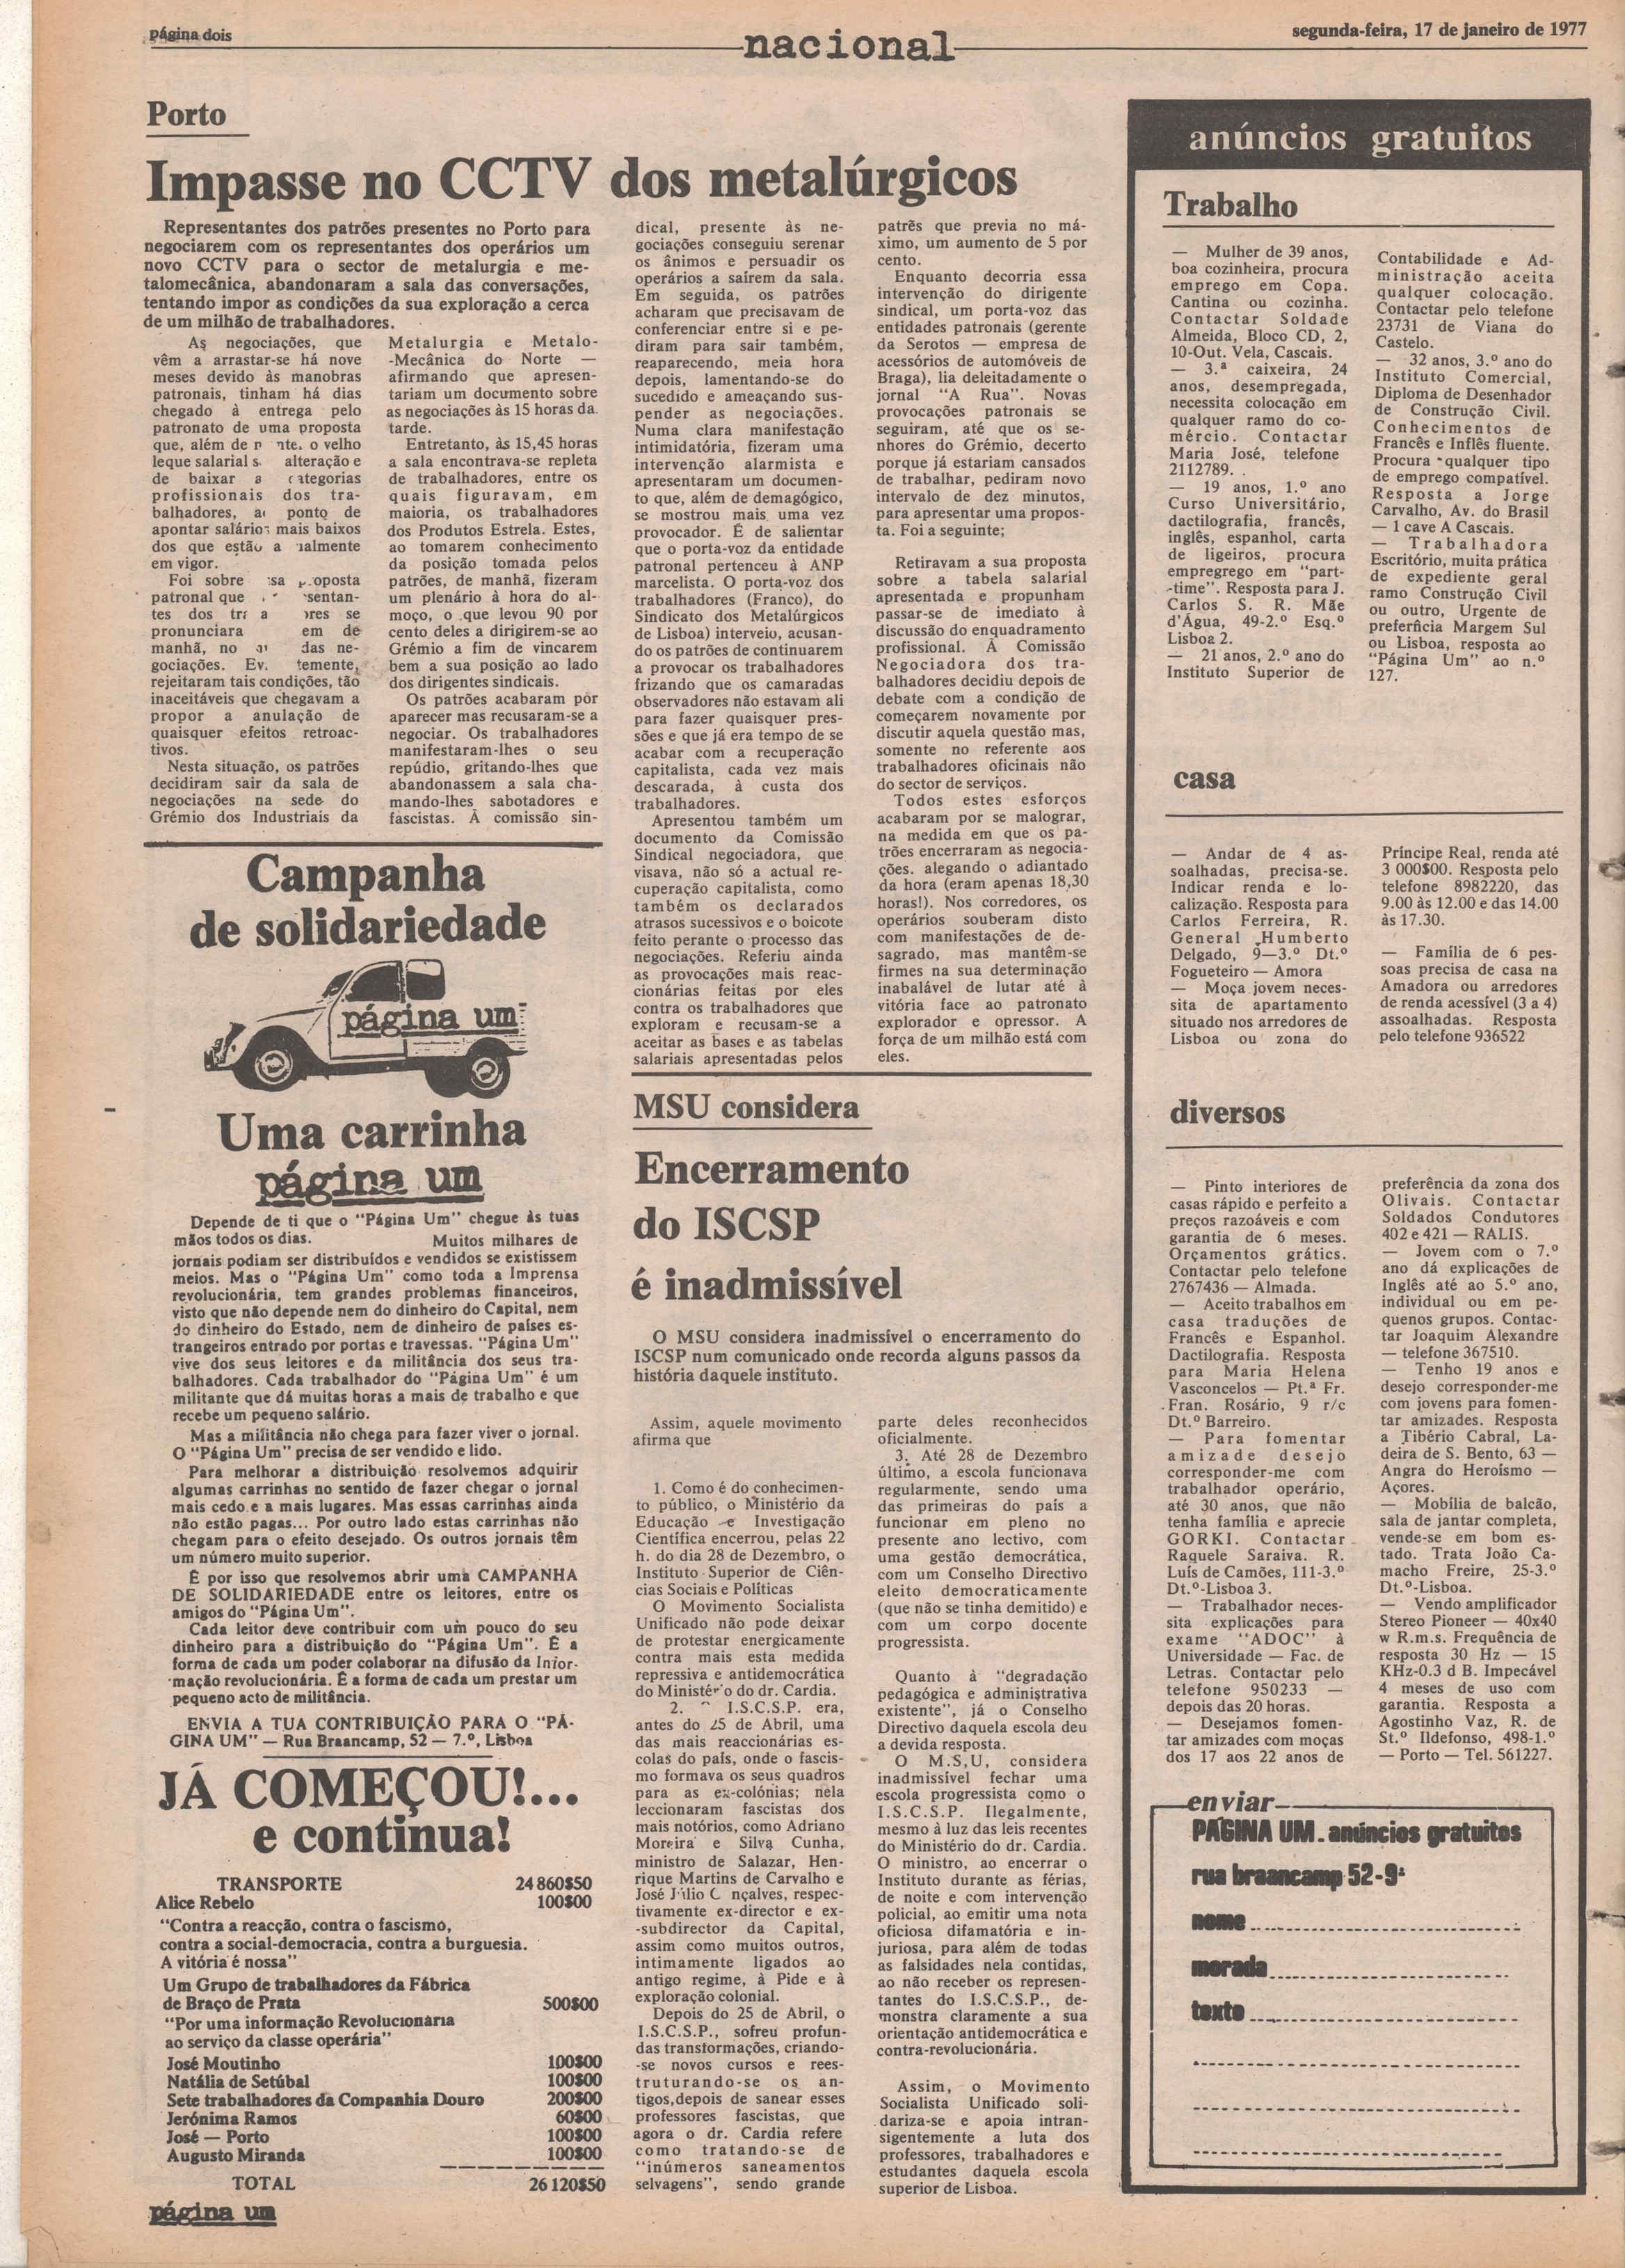 página dois
nacional
segunda-feira, 17 de janeiro de 1977
Porto
Impasse no CCTV dos metalúrgicos
Representantes dos patrões presentes no Porto para
negociarem com os representantes dos operários um
novo CCTV para o sector de metalurgia e me-
talomecânica, abandonaram a sala das conversações,
tentando impor as condições da sua exploração a cerca
de um milhão de trabalhadores.
As negociações, que
vêm a arrastar-se há nove
meses devido às manobras
patronais, tinham há dias
chegado à entrega pelo
patronato de uma proposta
que, além de o velho
leque salarial alteração e
de baixar
profissionais dos tra-
balhadores, ponto de
apontar salários mais baixos
dos que estão
em vigor.
Foi sobre
patronal que
tes dos se
pronunciara em de
manhã, no das ne-
gociações.
rejeitaram tais condições, tão
inaceitáveis que chegavam a
propor a anulação de
quaisquer efeitos retroac-
tivos.
Nesta situação, os patrões
decidiram sair da sala de
negociações na sede do
Grémio dos Industriais da
Metalurgia e Metalo-
-Mecânica do Norte —
afirmando que apresen-
tariam um documento sobre
as negociações às 15 horas da
tarde.
Entretanto, às 15,45 horas
a sala encontrava-se repleta
de trabalhadores, entre os
quais figuravam, em
maioria, os trabalhadores
dos Produtos Estrela. Estes,
ao tomarem conhecimento
da posição tomada pelos
patrões, de manhã, fizeram
um plenário à hora do al-
moço, o que levou 90 por
cento deles a dirigirem-se ao
Grémio a fim de vincarem
bem a sua posição ao lado
dos dirigentes sindicais.
Os patrões acabaram pôr
aparecer mas recusaram-se a
negociar. Os trabalhadores
manifestaram-lhes o seu
repúdio, gritando-lhes que
abandonassem a sala cha-
mando-lhes sabotadores e
fascistas. À comissão sin-
dical, presente às ne-
gociações conseguiu serenar
os ânimos e persuadir os
operários a saírem da sala.
Em seguida, os patrões
acharam que precisavam de
conferenciar entre si e pe-
diram para sair também,
reaparecendo, meia hora
depois, lamentando-se do
sucedido e ameaçando sus-
pender as negociações.
Numa clara manifestação
intimidatória, fizeram uma
intervenção alarmista e
apresentaram um documen-
to que, além de demagógico,
se mostrou mais uma vez
provocador. É de salientar
que o porta-voz da entidade
patronal pertenceu à ANP
marcelista. O porta-voz dos
trabalhadores (Franco), do
Sindicato dos Metalúrgicos
de Lisboa) interveio, acusan-
do os patrões de continuarem
a provocar os trabalhadores
frizando que os camaradas
observadores não estavam ali
para fazer quaisquer pres-
sões e que já era tempo de se
acabar com a recuperação
capitalista, cada vez mais
descarada, à custa dos
trabalhadores.
Apresentou também um
documento da Comissão
Sindical negociadora, que
visava, não só a actual re-
cuperação capitalista, como
também os declarados
atrasos sucessivos e o boicote
feito perante o processo das
negociações. Referiu ainda
as provocações mais reac-
cionárias feitas por eles
contra os trabalhadores que
exploram e recusam-se a
aceitar as bases e as tabelas
salariais apresentadas pelos
patrẽs que previa no má-
ximo, um aumento de 5 por
cento.
Enquanto decorria essa
intervenção do dirigente
sindical, um porta-voz das
entidades patronais (gerente
da Serotos — empresa de
acessórios de automóveis de
Braga), lia deleitadamente o
jornal "A Rua". Novas
provocações patronais se
seguiram, até que os se-
nhores do Grémio, decerto
porque já estariam cansados
de trabalhar, pediram novo
intervalo de dez minutos,
para apresentar uma propos-
ta. Foi a seguinte;
Retiravam a sua proposta
sobre a tabela salarial
apresentada e propunham
passar-se de imediato à
discussão do enquadramento
profissional. À Comissão
Negociadora dos tra-
balhadores decidiu depois de
debate com a condição de
começarem novamente por
discutir aquela questão mas,
somente no referente aos
trabalhadores oficinais não
do sector de serviços.
Todos estes esforços
acabaram por se malograr,
na medida em que os pa-
trões encerraram as negocia-
ções. alegando o adiantado
da hora (eram apenas 18,30
horas!). Nos corredores, os
operários souberam disto
com manifestações de de-
sagrado, mas mantêm-se
firmes na sua determinação
inabalável de lutar até à
vitória face ao patronato
explorador e opressor. A
força de um milhão está com
eles.
Campanha
de solidariedade
página um
Uma carrinha
página um
Depende de ti que o "Página Um" chegue às tuas
mãos todos os dias. Muitos milhares de
jornais podiam ser distribuídos e vendidos se existissem
meios. Mas o "Página Um" como toda a Imprensa
revolucionária, tem grandes problemas financeiros,
visto que não depende nem do dinheiro do Capital, nem
do dinheiro do Estado, nem de dinheiro de países es-
trangeiros entrado por portas e travessas. "Página Um"
vive dos seus leitores e da militância dos seus tra-
balhadores. Cada trabalhador do "Página Um" é um
militante que dá muitas horas a mais de trabalho e que
recebe um pequeno salário.
Mas a militância não chega para fazer viver o jornal.
O "Página Um" precisa de ser vendido e lido.
Para melhorar a distribuição resolvemos adquirir
algumas carrinhas no sentido de fazer chegar o jornal
mais cedo e a mais lugares. Mas essas carrinhas ainda
não estão pagas... Por outro lado estas carrinhas não
chegam para o efeito desejado. Os outros jornais têm
um número muito superior.
É por isso que resolvemos abrir uma CAMPANHA
DE SOLIDARIEDADE entre os leitores, entre os
amigos do "Página Um".
Cada leitor deve contribuir com um pouco do seu
dinheiro para a distribuição do "Página Um". É a
forma de cada um poder colaborar na difusão da Infor-
mação revolucionária. É a forma de cada um prestar um
pequeno acto de militância.
ENVIA A TUA CONTRIBUIÇÃO PARA O "PÁ-
GINA UM" — Rua Braancamp, 52 — 7.º, Lisboa
JÁ COMEÇOU!...
e continua!
TRANSPORTE 24 860$50
Alice Rebelo 100$00
"Contra a reacção, contra o fascismo,
contra a social-democracia, contra a burguesia.
A vitória é nossa"
Um Grupo de trabalhadores da Fábrica
de Braço de Prata 500$00
"Por uma informação Revolucionária
ao serviço da classe operária"
José Moutinho 100$00
Natália de Setúbal 100$00
Sete trabalhadores da Companhia Douro 200$00
Jerónima Ramos 60$00
José — Porto 100$00
Augusto Miranda 100$00
TOTAL 26 120$50
página um
MSU considera
Encerramento
do ISCSP
é inadmissível
O MSU considera inadmissível o encerramento do
ISCSP num comunicado onde recorda alguns passos da
história daquele instituto.
Assim, aquele movimento
afirma que
1. Como é do conhecimen-
to público, o Ministério da
Educação e Investigação
Científica encerrou, pelas 22
h. do dia 28 de Dezembro, o
Instituto Superior de Ciên-
cias Sociais e Políticas
O Movimento Socialista
Unificado não pode deixar
de protestar energicamente
contra mais esta medida
repressiva e antidemocrática
do Ministério do dr. Cardia.
2. I.S.C.S.P. era,
antes do 25 de Abril, uma
das mais reaccionárias es-
colas do país, onde o fascis-
mo formava os seus quadros
para as ex-colónias; nela
leccionaram fascistas dos
mais notórios, como Adriano
Moreira e Silva Cunha,
ministro de Salazar, Hen-
rique Martins de Carvalho e
José Júlio nçalves, respec-
tivamente ex-director e ex-
-subdirector da Capital,
assim como muitos outros,
intimamente ligados ao
antigo regime, à Pide e à
exploração colonial.
Depois do 25 de Abril, o
I.S.C.S.P., sofreu profun-
das transformações, criando-
-se novos cursos e rees-
truturando-se os an-
tigos,depois de sanear esses
professores fascistas, que
agora o dr. Cardia refere
como tratando-se de
"inúmeros saneamentos
selvagens", sendo grande
parte deles reconhecidos
oficialmente.
3. Até 28 de Dezembro
último, a escola funcionava
regularmente, sendo uma
das primeiras do país a
funcionar em pleno no
presente ano lectivo, com
uma gestão democrática,
com um Conselho Directivo
eleito democraticamente
(que não se tinha demitido) e
com um corpo docente
progressista.
Quanto à "degradação
pedagógica e administrativa
existente", já o Conselho
Directivo daquela escola deu
a devida resposta.
O M.S,U, considera
inadmissível fechar uma
escola progressista como o
I.S.C.S.P. Ilegalmente,
mesmo à luz das leis recentes
do Ministério do dr. Cardia.
O ministro, ao encerrar o
Instituto durante as férias,
de noite e com intervenção
policial, ao emitir uma nota
oficiosa difamatória e in-
juriosa, para além de todas
as falsidades nela contidas,
ao não receber os represen-
tantes do I.S.C.S.P., de-
monstra claramente a sua
orientação antidemocrática e
contra-revolucionária.
Assim, o Movimento
Socialista Unificado soli-
dariza-se e apoia intran-
sigentemente a luta dos
professores, trabalhadores e
estudantes daquela escola
superior de Lisboa.
anúncios gratuitos
Trabalho
— Mulher de 39 anos,
boa cozinheira, procura
emprego em Copa.
Cantina ou cozinha.
Contactar Soldade
Almeida, Bloco CD, 2,
10-Out. Vela, Cascais.
— 3.ª caixeira, 24
anos, desempregada,
necessita colocação em
qualquer ramo do co-
mércio. Contactar
Maria José, telefone
2112789.
— 19 anos, 1.º ano
Curso Universitário,
dactilografia, francês,
inglês, espanhol, carta
de ligeiros, procura
empregrego em "part-
-time". Resposta para J.
Carlos S. R. Mãe
d'Água, 49-2.º Esq.º
Lisboa 2.
— 21 anos, 2.º ano do
Instituto Superior de
Contabilidade e Ad-
ministração aceita
qualquer colocação.
Contactar pelo telefone
23731 de Viana do
Castelo.
— 32 anos, 3.º ano do
Instituto Comercial,
Diploma de Desenhador
de Construção Civil.
Conhecimentos de
Francês e Inflês fluente.
Procura qualquer tipo
de emprego compatível.
Resposta a Jorge
Carvalho, Av. do Brasil
— 1 cave A Cascais.
— Trabalhadora
Escritório, muita prática
de expediente geral
ramo Construção Civil
ou outro, Urgente de
preferficia Margem Sul
ou Lisboa, resposta ao
"Página Um" ao n.º
127.
casa
— Andar de 4 as-
soalhadas, precisa-se.
Indicar renda e lo-
calização. Resposta para
Carlos Ferreira, R.
General Humberto
Delgado, 9—3.º Dt.º
Fogueteiro — Amora
— Moça jovem neces-
sita de apartamento
situado nos arredores de
Lisboa ou zona do
Príncipe Real, renda até
3 000$00. Resposta pelo
telefone 8982220, das
9.00 às 12.00 e das 14.00
às 17.30.
— Família de 6 pes-
soas precisa de casa na
Amadora ou arredores
de renda acessível (3 a 4)
assoalhadas. Resposta
pelo telefone 936522
diversos
— Pinto interiores de
casas rápido e perfeito a
preços razoáveis e com
garantia de 6 meses.
Orçamentos grátics.
Contactar pelo telefone
2767436 — Almada.
— Aceito trabalhos em
casa traduções de
Francês e Espanhol.
Dactilografia. Resposta
para Maria Helena
Vasconcelos — Pt.ª Fr.
Fran. Rosário, 9 r/c
Dt.º Barreiro.
— Para fomentar
amizade desejo
corresponder-me com
trabalhador operário,
até 30 anos, que não
tenha família e aprecie
GORKI. Contactar
Raquele Saraiva. R.
Luís de Camões, 111-3.º
Dt.º-Lisboa 3.
— Trabalhador neces-
sita explicações para
exame "ADOC" à
Universidade — Fac. de
Letras. Contactar pelo
telefone 950233 —
depois das 20 horas.
— Desejamos fomen-
tar amizades com moças
dos 17 aos 22 anos de
preferência da zona dos
Olivais. Contactar
Soldados Condutores
402 e 421 — RALIS.
— Jovem com o 7.º
ano dá explicações de
Inglês até ao 5.º ano,
individual ou em pe-
quenos grupos. Contac-
tar Joaquim Alexandre
— telefone 367510.
— Tenho 19 anos e
desejo corresponder-me
com jovens para fomen-
tar amizades. Resposta
a Tibério Cabral, La-
deira de S. Bento, 63 —
Angra do Heroísmo —
Açores.
— Mobília de balcão,
sala de jantar completa,
vende-se em bom es-
tado. Trata João Ca-
macho Freire, 25-3.º
Dt.º-Lisboa.
— Vendo amplificador
Stereo Pioneer — 40x40
w R.m.s. Frequência de
resposta 30 Hz — 15
KHz-0.3 d B. Impecável
4 meses de uso com
garantia. Resposta a
Agostinho Vaz, R. de
St.º Ildefonso, 498-1.º
— Porto — Tel. 561227.
enviar
PÁGINA UM. anúncios gratuitos
rua braancamp 52-9º
nome
morada
texto